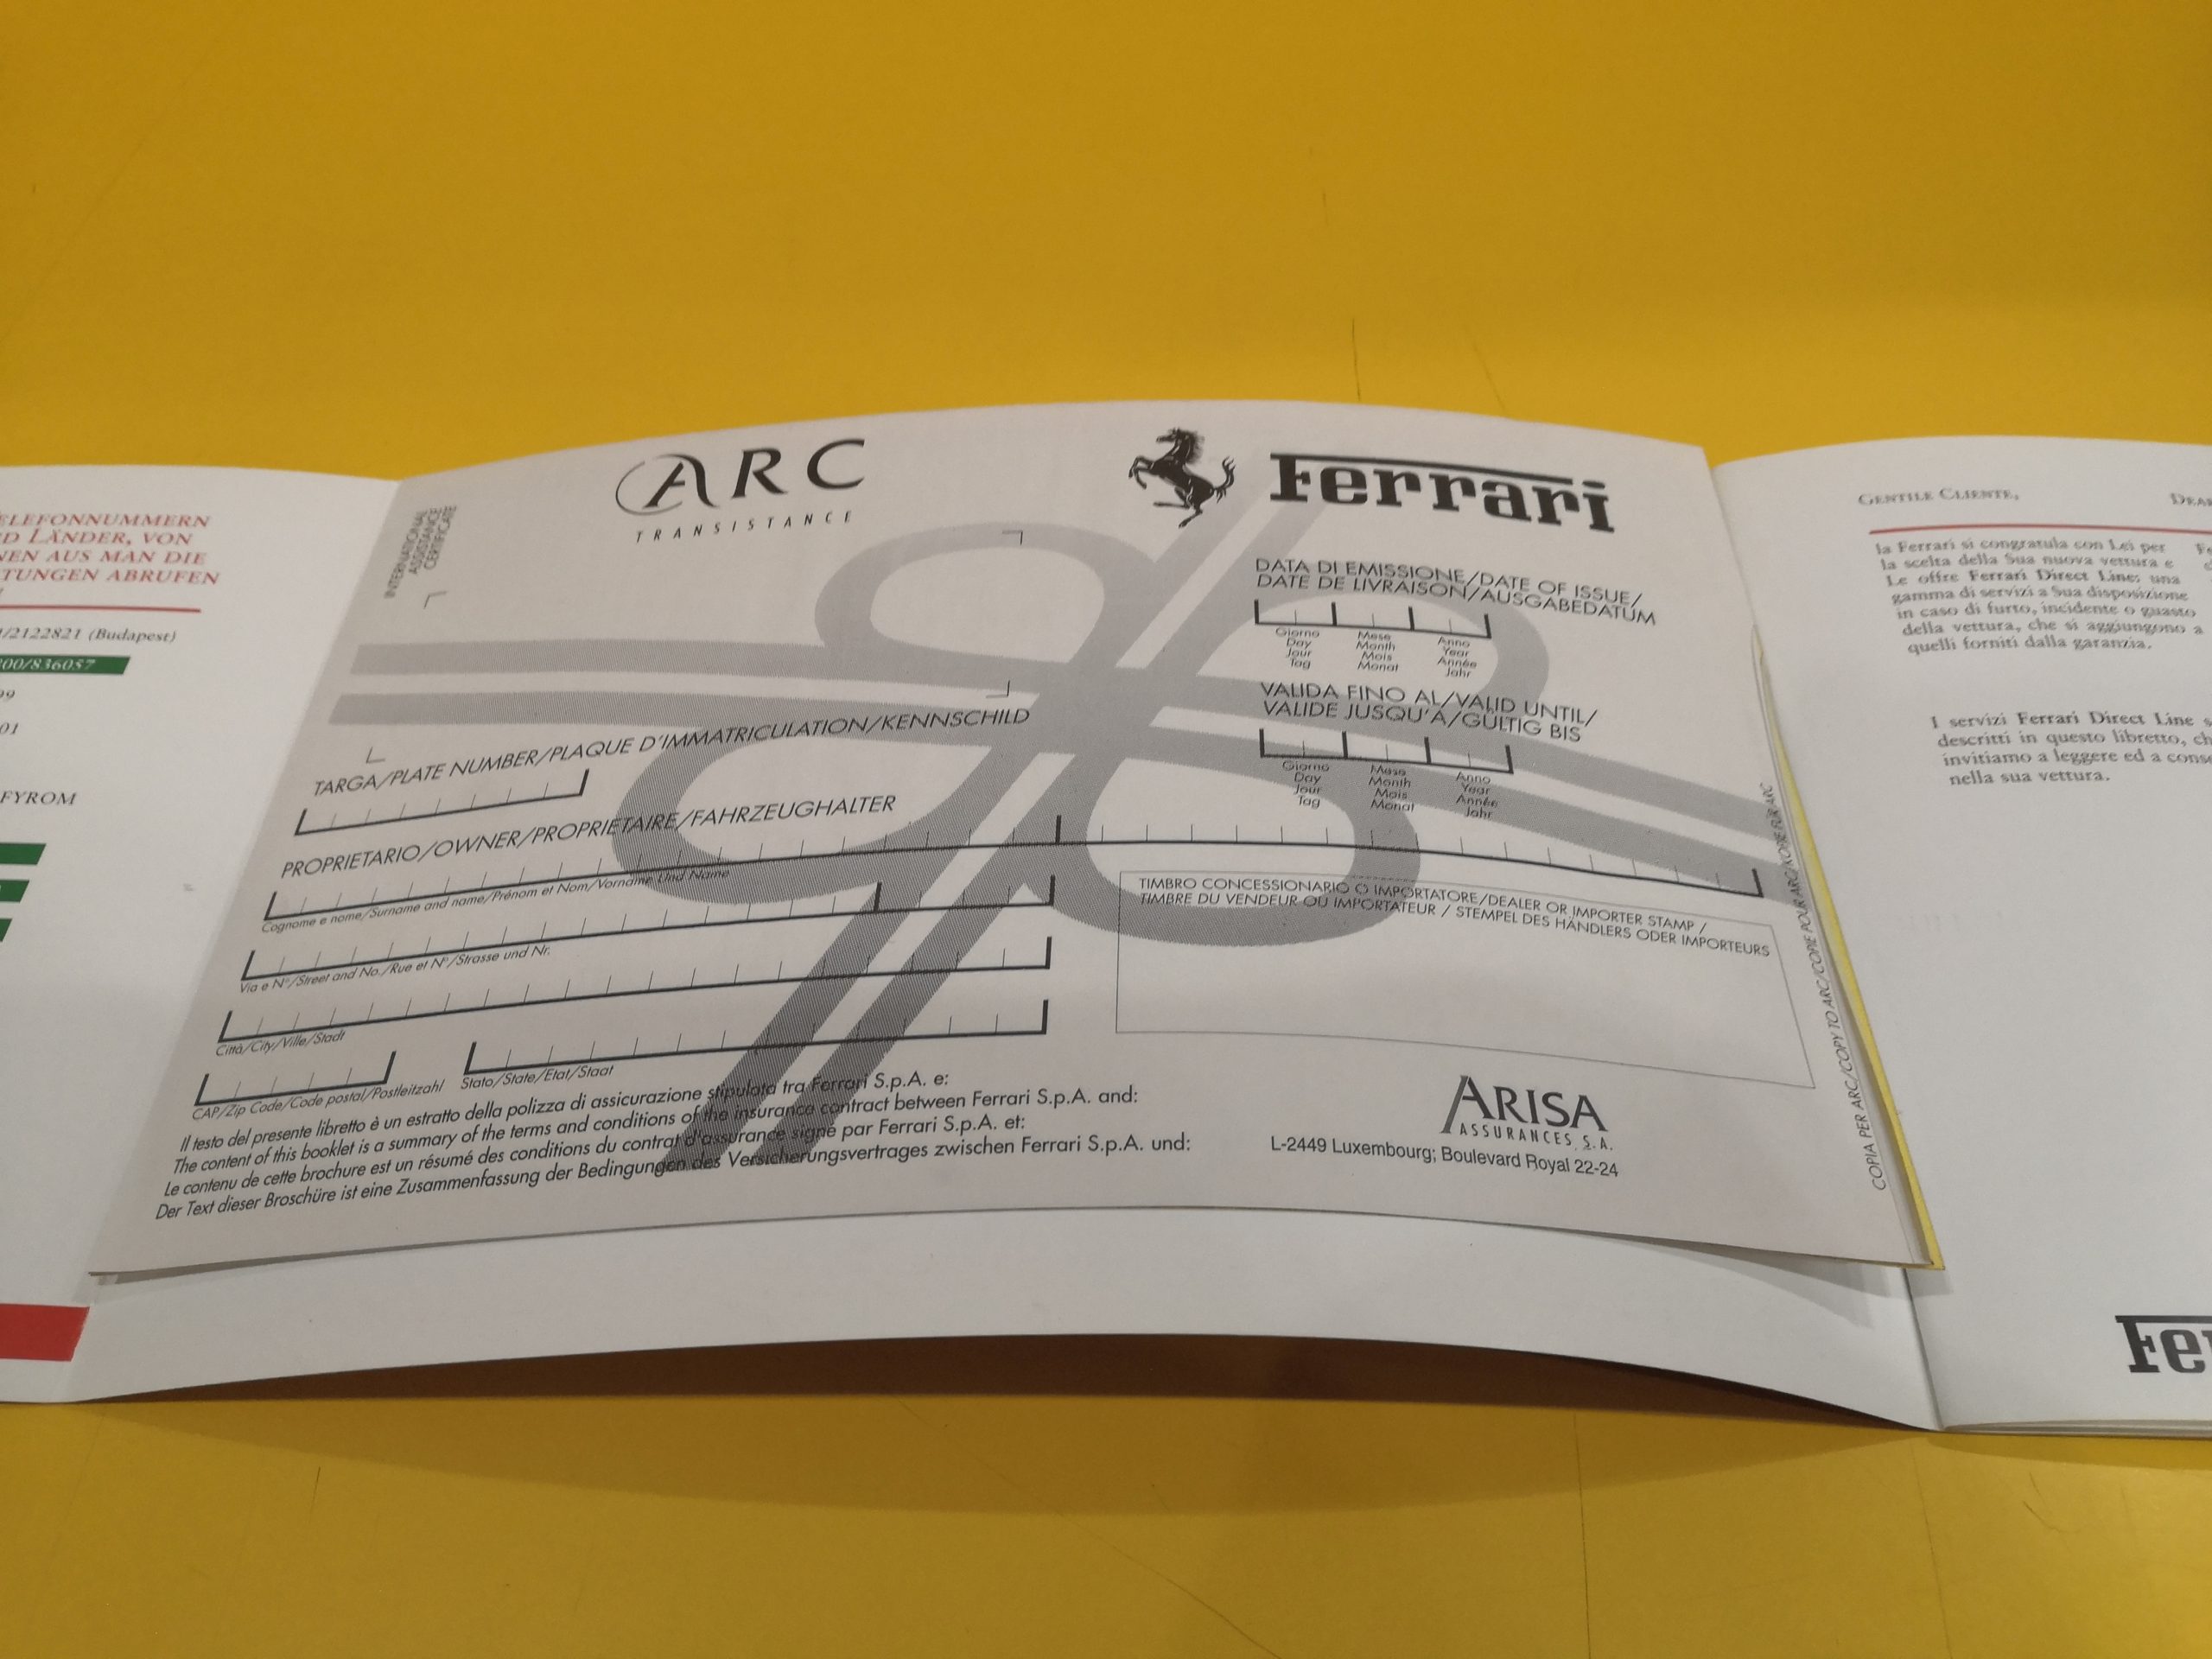 TELEFONNUMMERN
LÄNDER, VON
AUS MAN DIE
ABRUFEN
/2122821 (Budapest)
00/836057
99
01
FYROM
INTERNATIONAL
ASSISTANCE
CERTIFICATE
ARC
TRANSISTANCE
TARGA/PLATE NUMBER/PLAQUE D'IMMATRICULATION/KENNSCHILD
PROPRIETARIO/OWNER/PROPRIETAIRE/FAHRZEUGHALTER
Cognome e nome/Surname and name/Prénom et Nom/Vorname Und Name
Via e N°/Street and No./Rue et N°/Strasse und Nr.
Città/City/Ville/Stadt
CAP/Zip Code/Code postal/Postleitzahl
Stato/State/Etat/Staat
Il testo del presente libretto è un estratto della polizza di assicurazione stipulata tra Ferrari S.p.A. e:
The content of this booklet is a summary of the terms and conditions of the insurance contract between Ferrari S.p.A. and:
Le contenu de cette brochure est un résumé des conditions du contrat d'assurance signé par Ferrari S.p.A. et:
Der Text dieser Broschüre ist eine Zusammenfassung der Bedingungen des Versicherungsvertrages zwischen Ferrari S.p.A. und:
Ferrari
DATA DI EMISSIONE/DATE OF ISSUE/
DATE DE LIVRAISON/AUSGABEDATUM
Giorno Mese Anno
Day Month Year
Jour Mois Année
Tag Monat Jahr
VALIDA FINO AL/VALID UNTIL/
VALIDE JUSQU'A/GÜLTIG BIS
Giorno Mese Anno
Day Month Year
Jour Mois Année
Tag Monat Jahr
TIMBRO CONCESSIONARIO O IMPORTATORE/DEALER OR IMPORTER STAMP /
TIMBRE DU VENDEUR OU IMPORTATEUR / STEMPEL DES HÄNDLERS ODER IMPORTEURS
ARISA
ASSURANCES S.A.
L-2449 Luxembourg; Boulevard Royal 22-24
COPIA PER ARC/COPY TO ARC/COPIE POUR ARC/KOPIE FÜR ARC
GENTILE CLIENTE,
la Ferrari si congratula con Lei per
la scelta della Sua nuova vettura e
Le offre Ferrari Direct Line: una
gamma di servizi a Sua disposizione
in caso di furto, incidente o guasto
della vettura, che si aggiungono a
quelli forniti dalla garanzia.
I servizi Ferrari Direct Line
descritti in questo libretto,
invitiamo a leggere ed a
nella sua vettura.